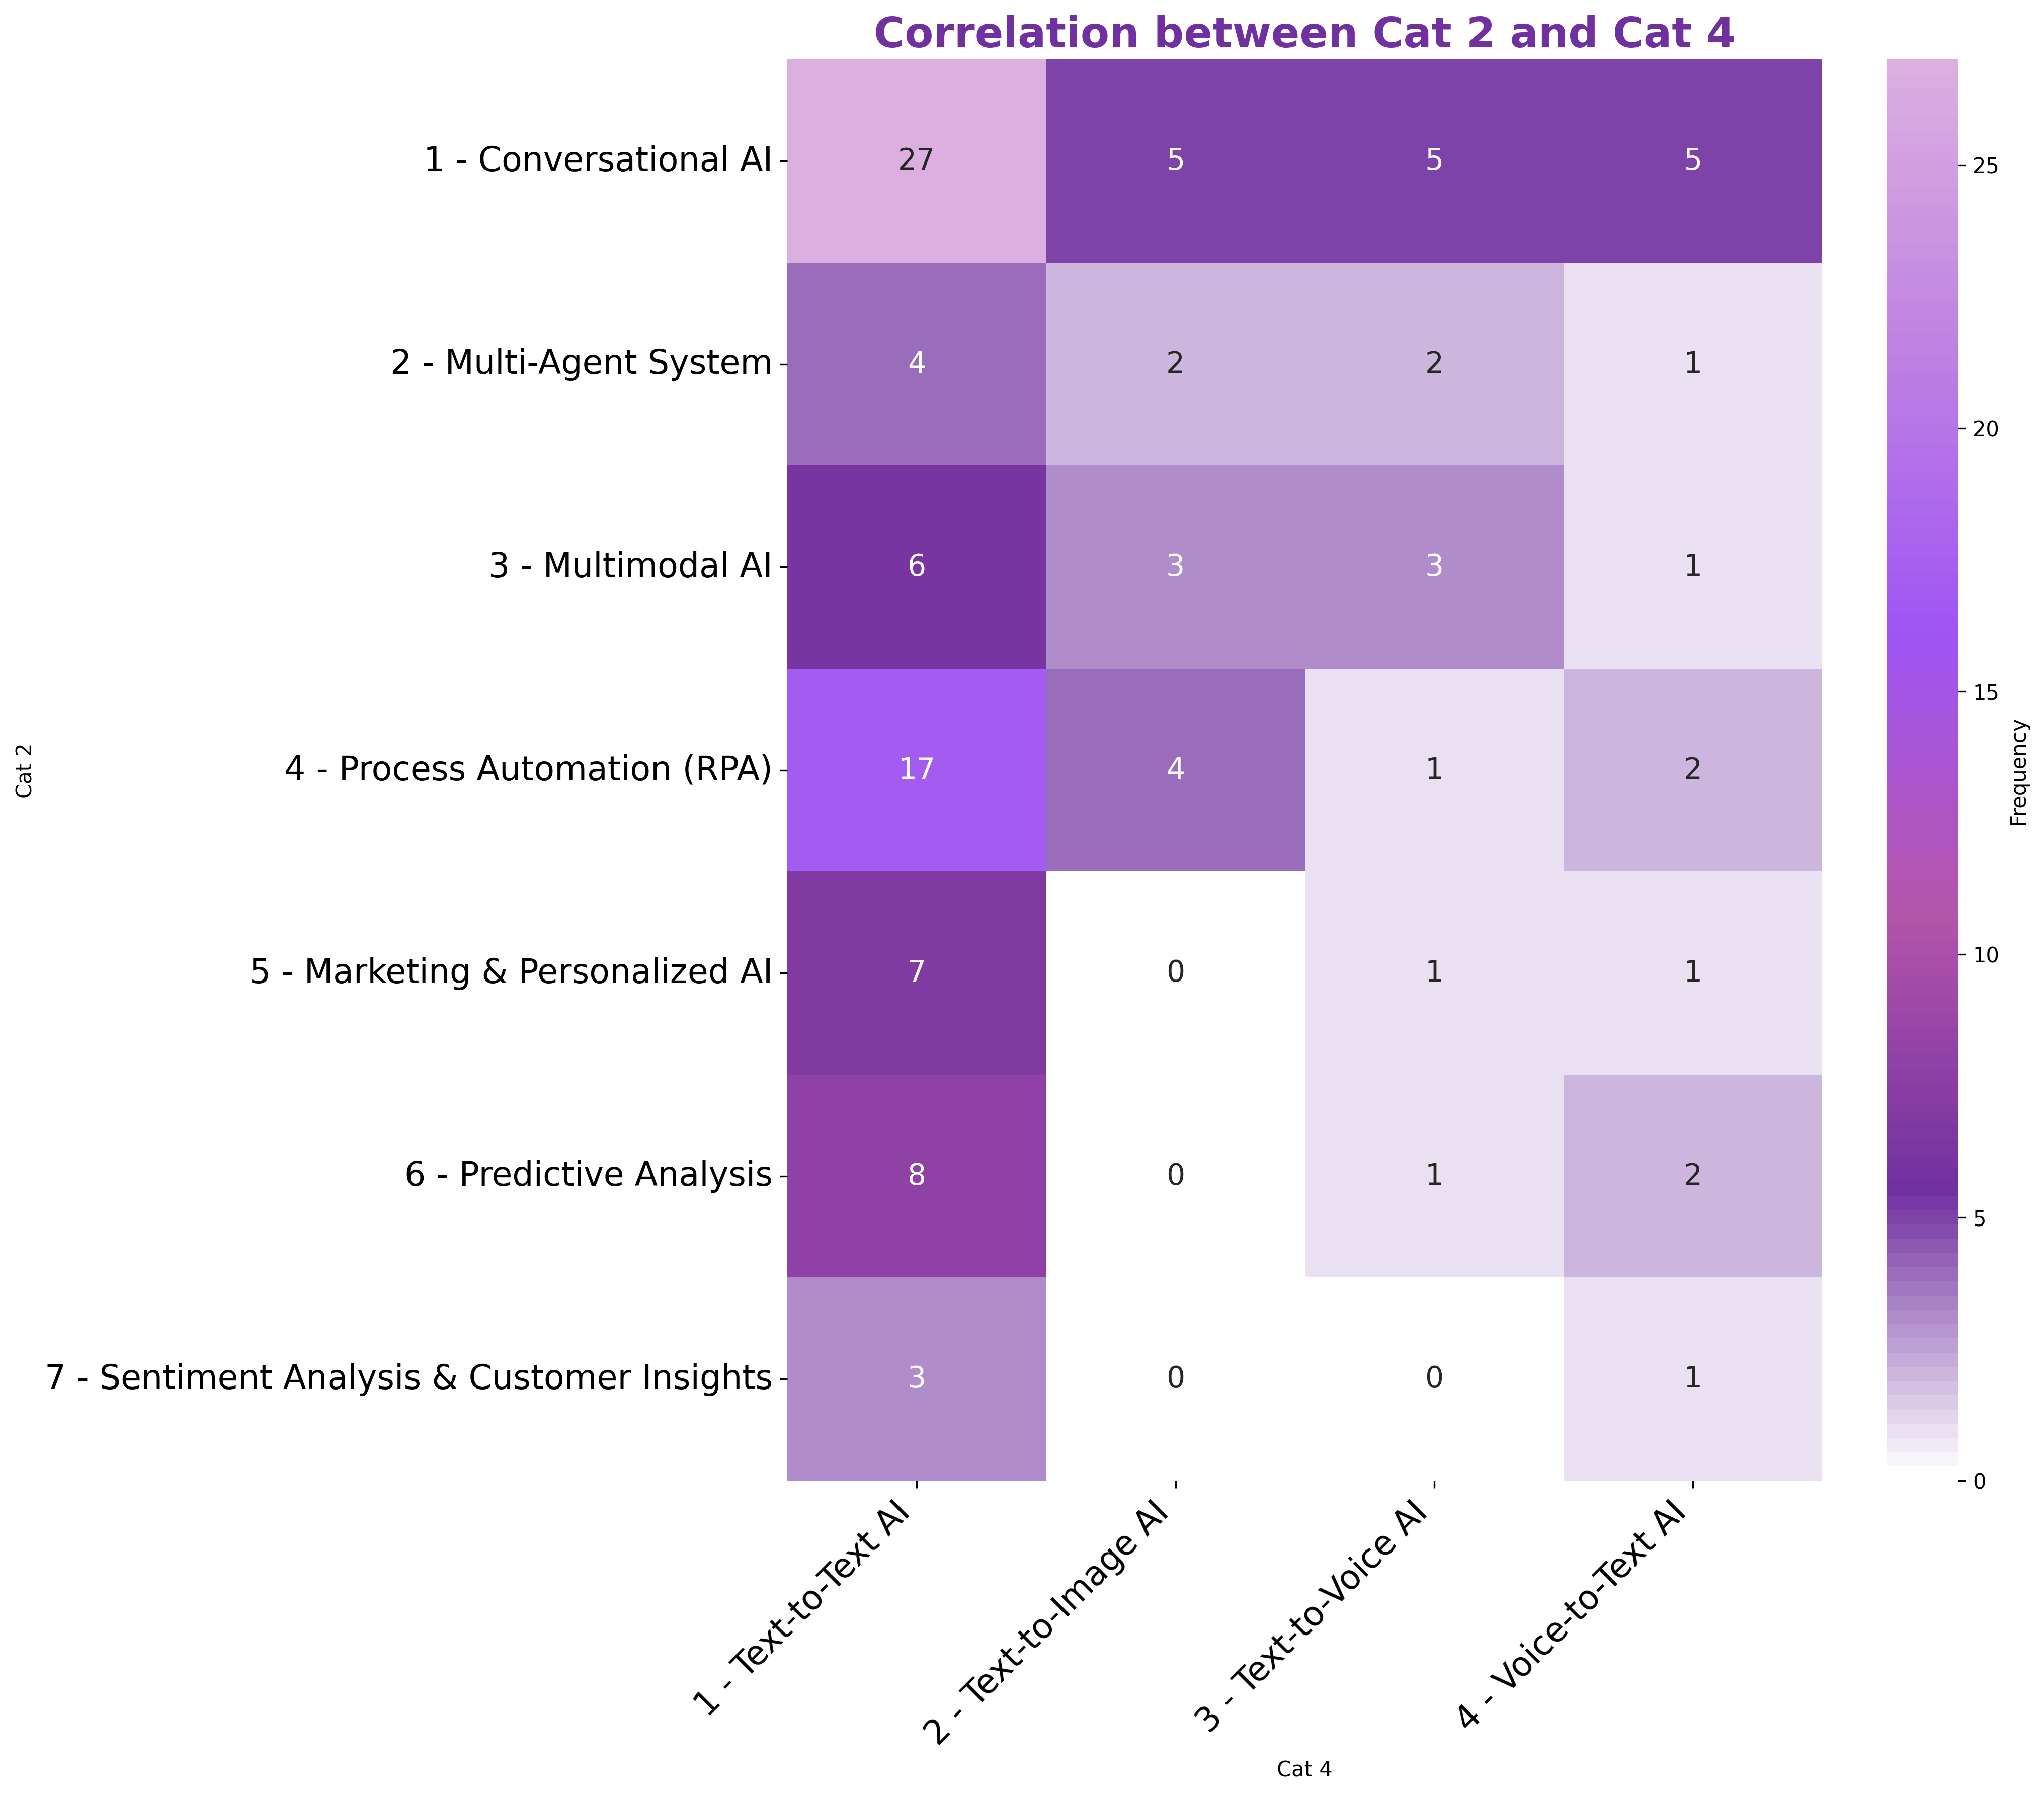 Correlation between Cat 2 and Cat 4
1 - Conversational AI 27 5 5 5
2 - Multi-Agent System 4 2 2 1
3 - Multimodal AI 6 3 3 1
4 - Process Automation (RPA) 17 4 1 2
5 - Marketing & Personalized AI 7 0 1 1
6 - Predictive Analysis 8 0 1 2
7 - Sentiment Analysis & Customer Insights 3 0 0 1
Cat 2
1 - Text-to-Text AI
2 - Text-to-Image AI
3 - Text-to-Voice AI
4 - Voice-to-Text AI
Cat 4
25
20
15
10
5
0
Frequency